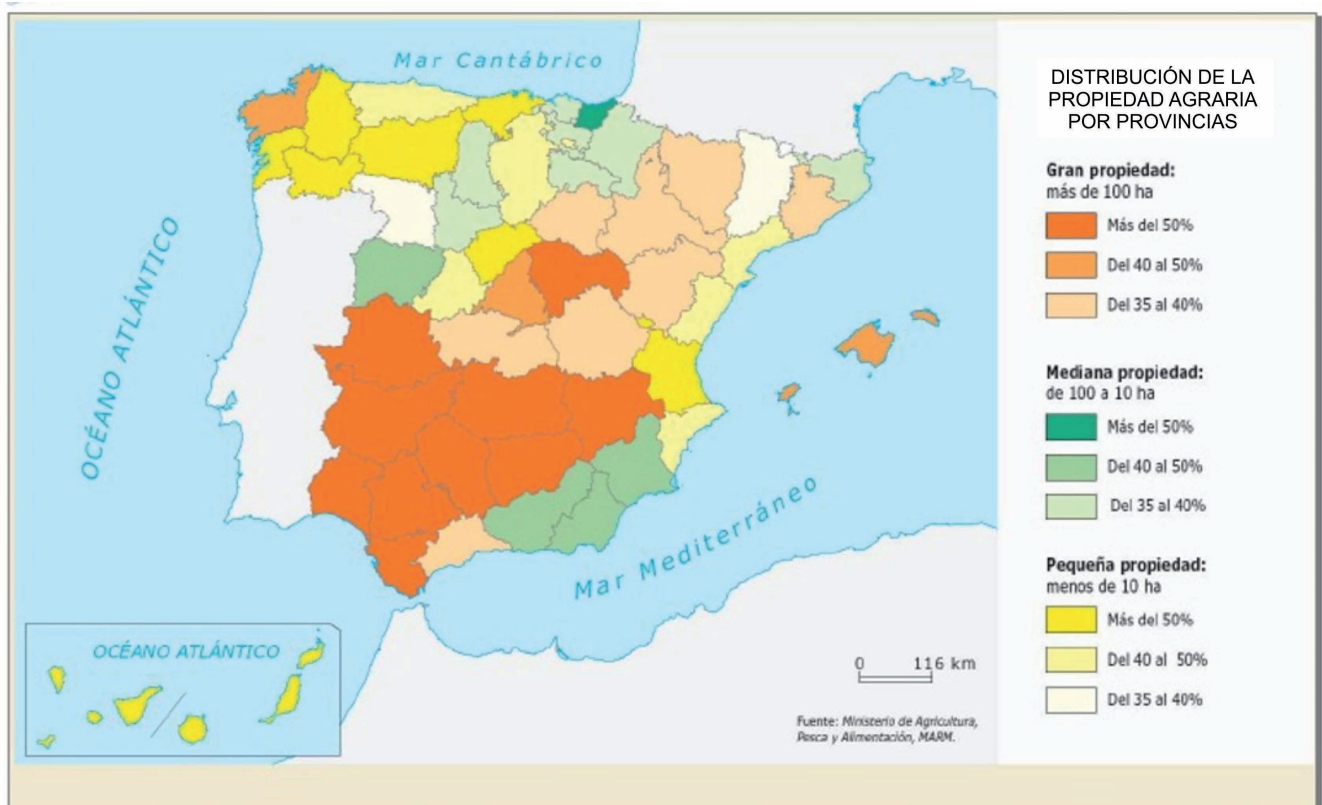 Mar Cantábrico
OCÉANO ATLÁNTICO
Mar Mediterráneo
OCÉANO ATLÁNTICO
0 116 km
Fuente: Ministerio de Agricultura,
Pesca y Alimentación, MARM.
DISTRIBUCIÓN DE LA
PROPIEDAD AGRARIA
POR PROVINCIAS
Gran propiedad:
más de 100 ha
Más del 50%
Del 40 al 50%
Del 35 al 40%
Mediana propiedad:
de 100 a 10 ha
Más del 50%
Del 40 al 50%
Del 35 al 40%
Pequeña propiedad:
menos de 10 ha
Más del 50%
Del 40 al 50%
Del 35 al 40%